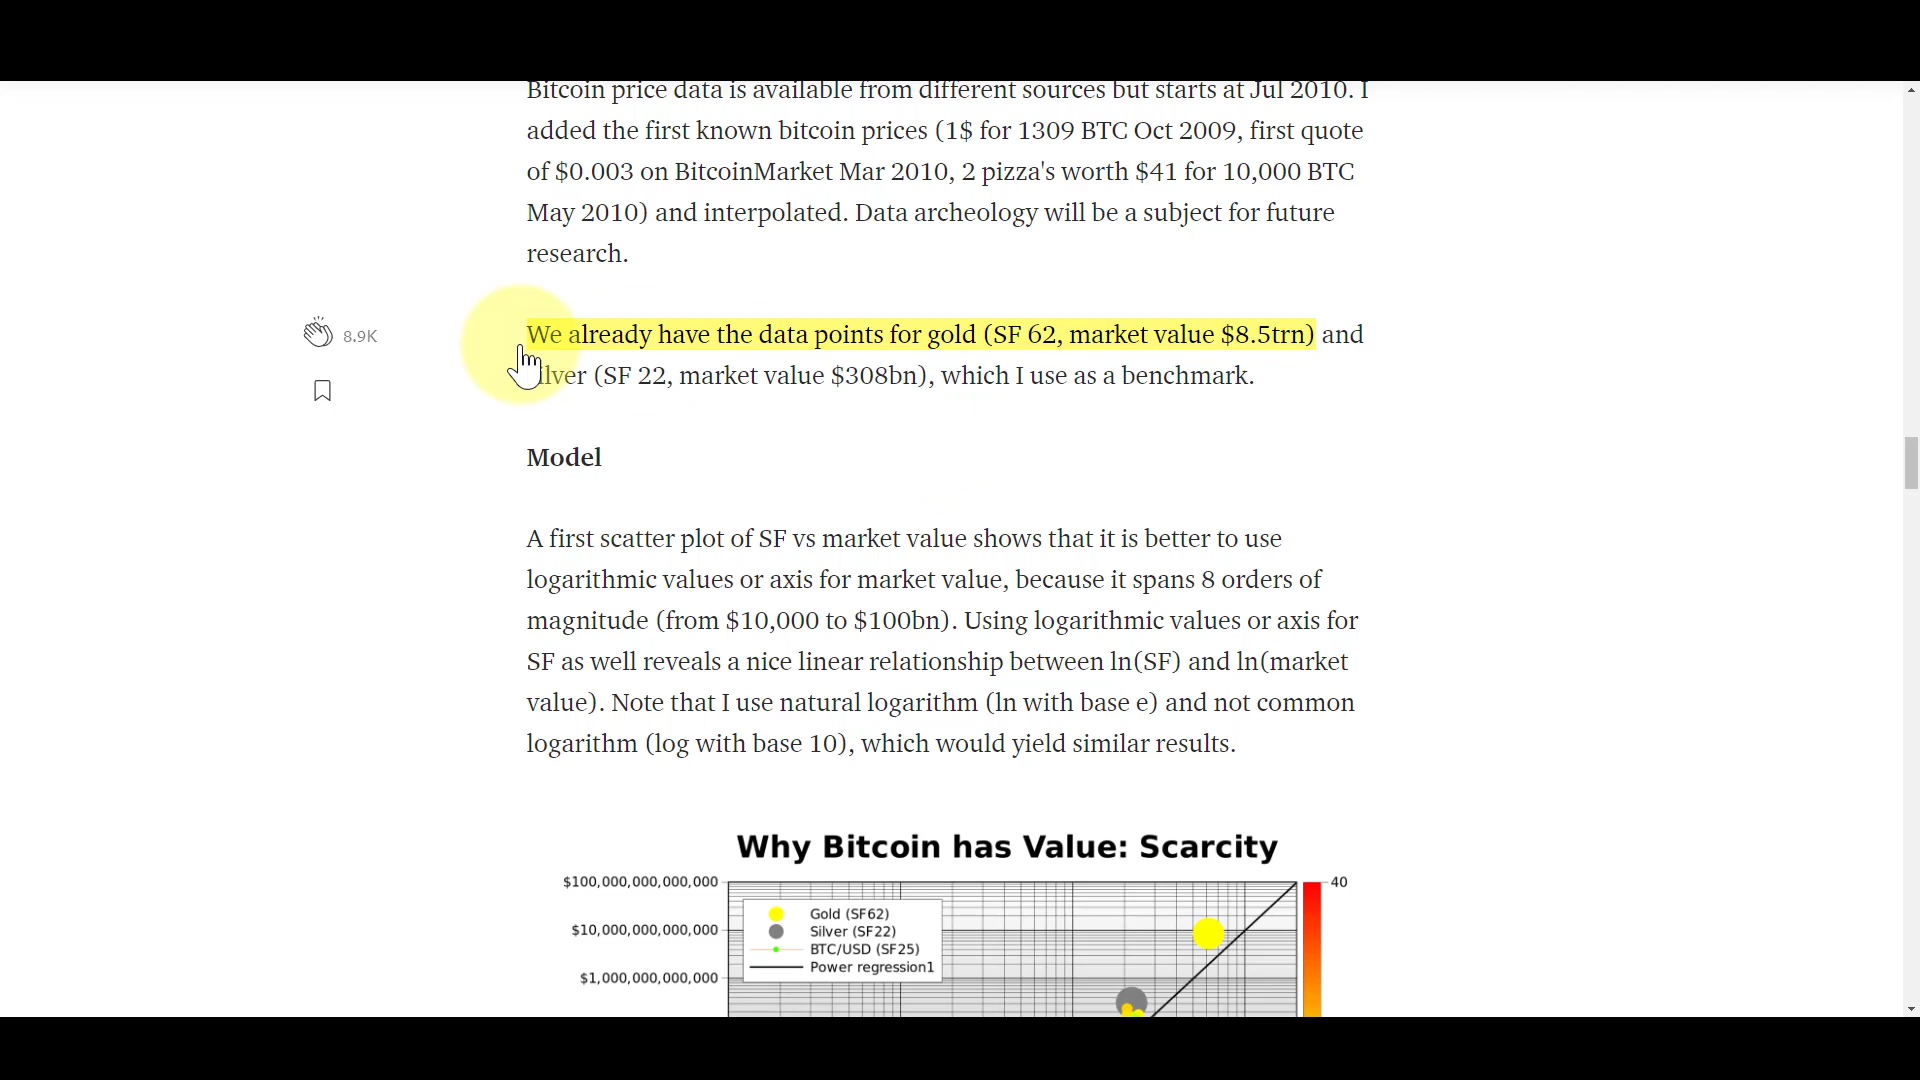 Bitcoin price data is available from different sources but starts at Jul 2010. I
added the first known bitcoin prices (1$ for 1309 BTC Oct 2009, first quote
of $0.003 on BitcoinMarket Mar 2010, 2 pizza's worth $41 for 10,000 BTC
May 2010) and interpolated. Data archeology will be a subject for future
research.
8.9K
We already have the data points for gold (SF 62, market value $8.5trn) and
silver (SF 22, market value $308bn), which I use as a benchmark.
Model
A first scatter plot of SF vs market value shows that it is better to use
logarithmic values or axis for market value, because it spans 8 orders of
magnitude (from $10,000 to $100bn). Using logarithmic values or axis for
SF as well reveals a nice linear relationship between ln(SF) and ln(market
value). Note that I use natural logarithm (ln with base e) and not common
logarithm (log with base 10), which would yield similar results.
Why Bitcoin has Value: Scarcity
$100,000,000,000,000
40
Gold (SF62)
$10,000,000,000,000
Silver (SF22)
BTC/USD (SF25)
Power regression1
$1,000,000,000,000